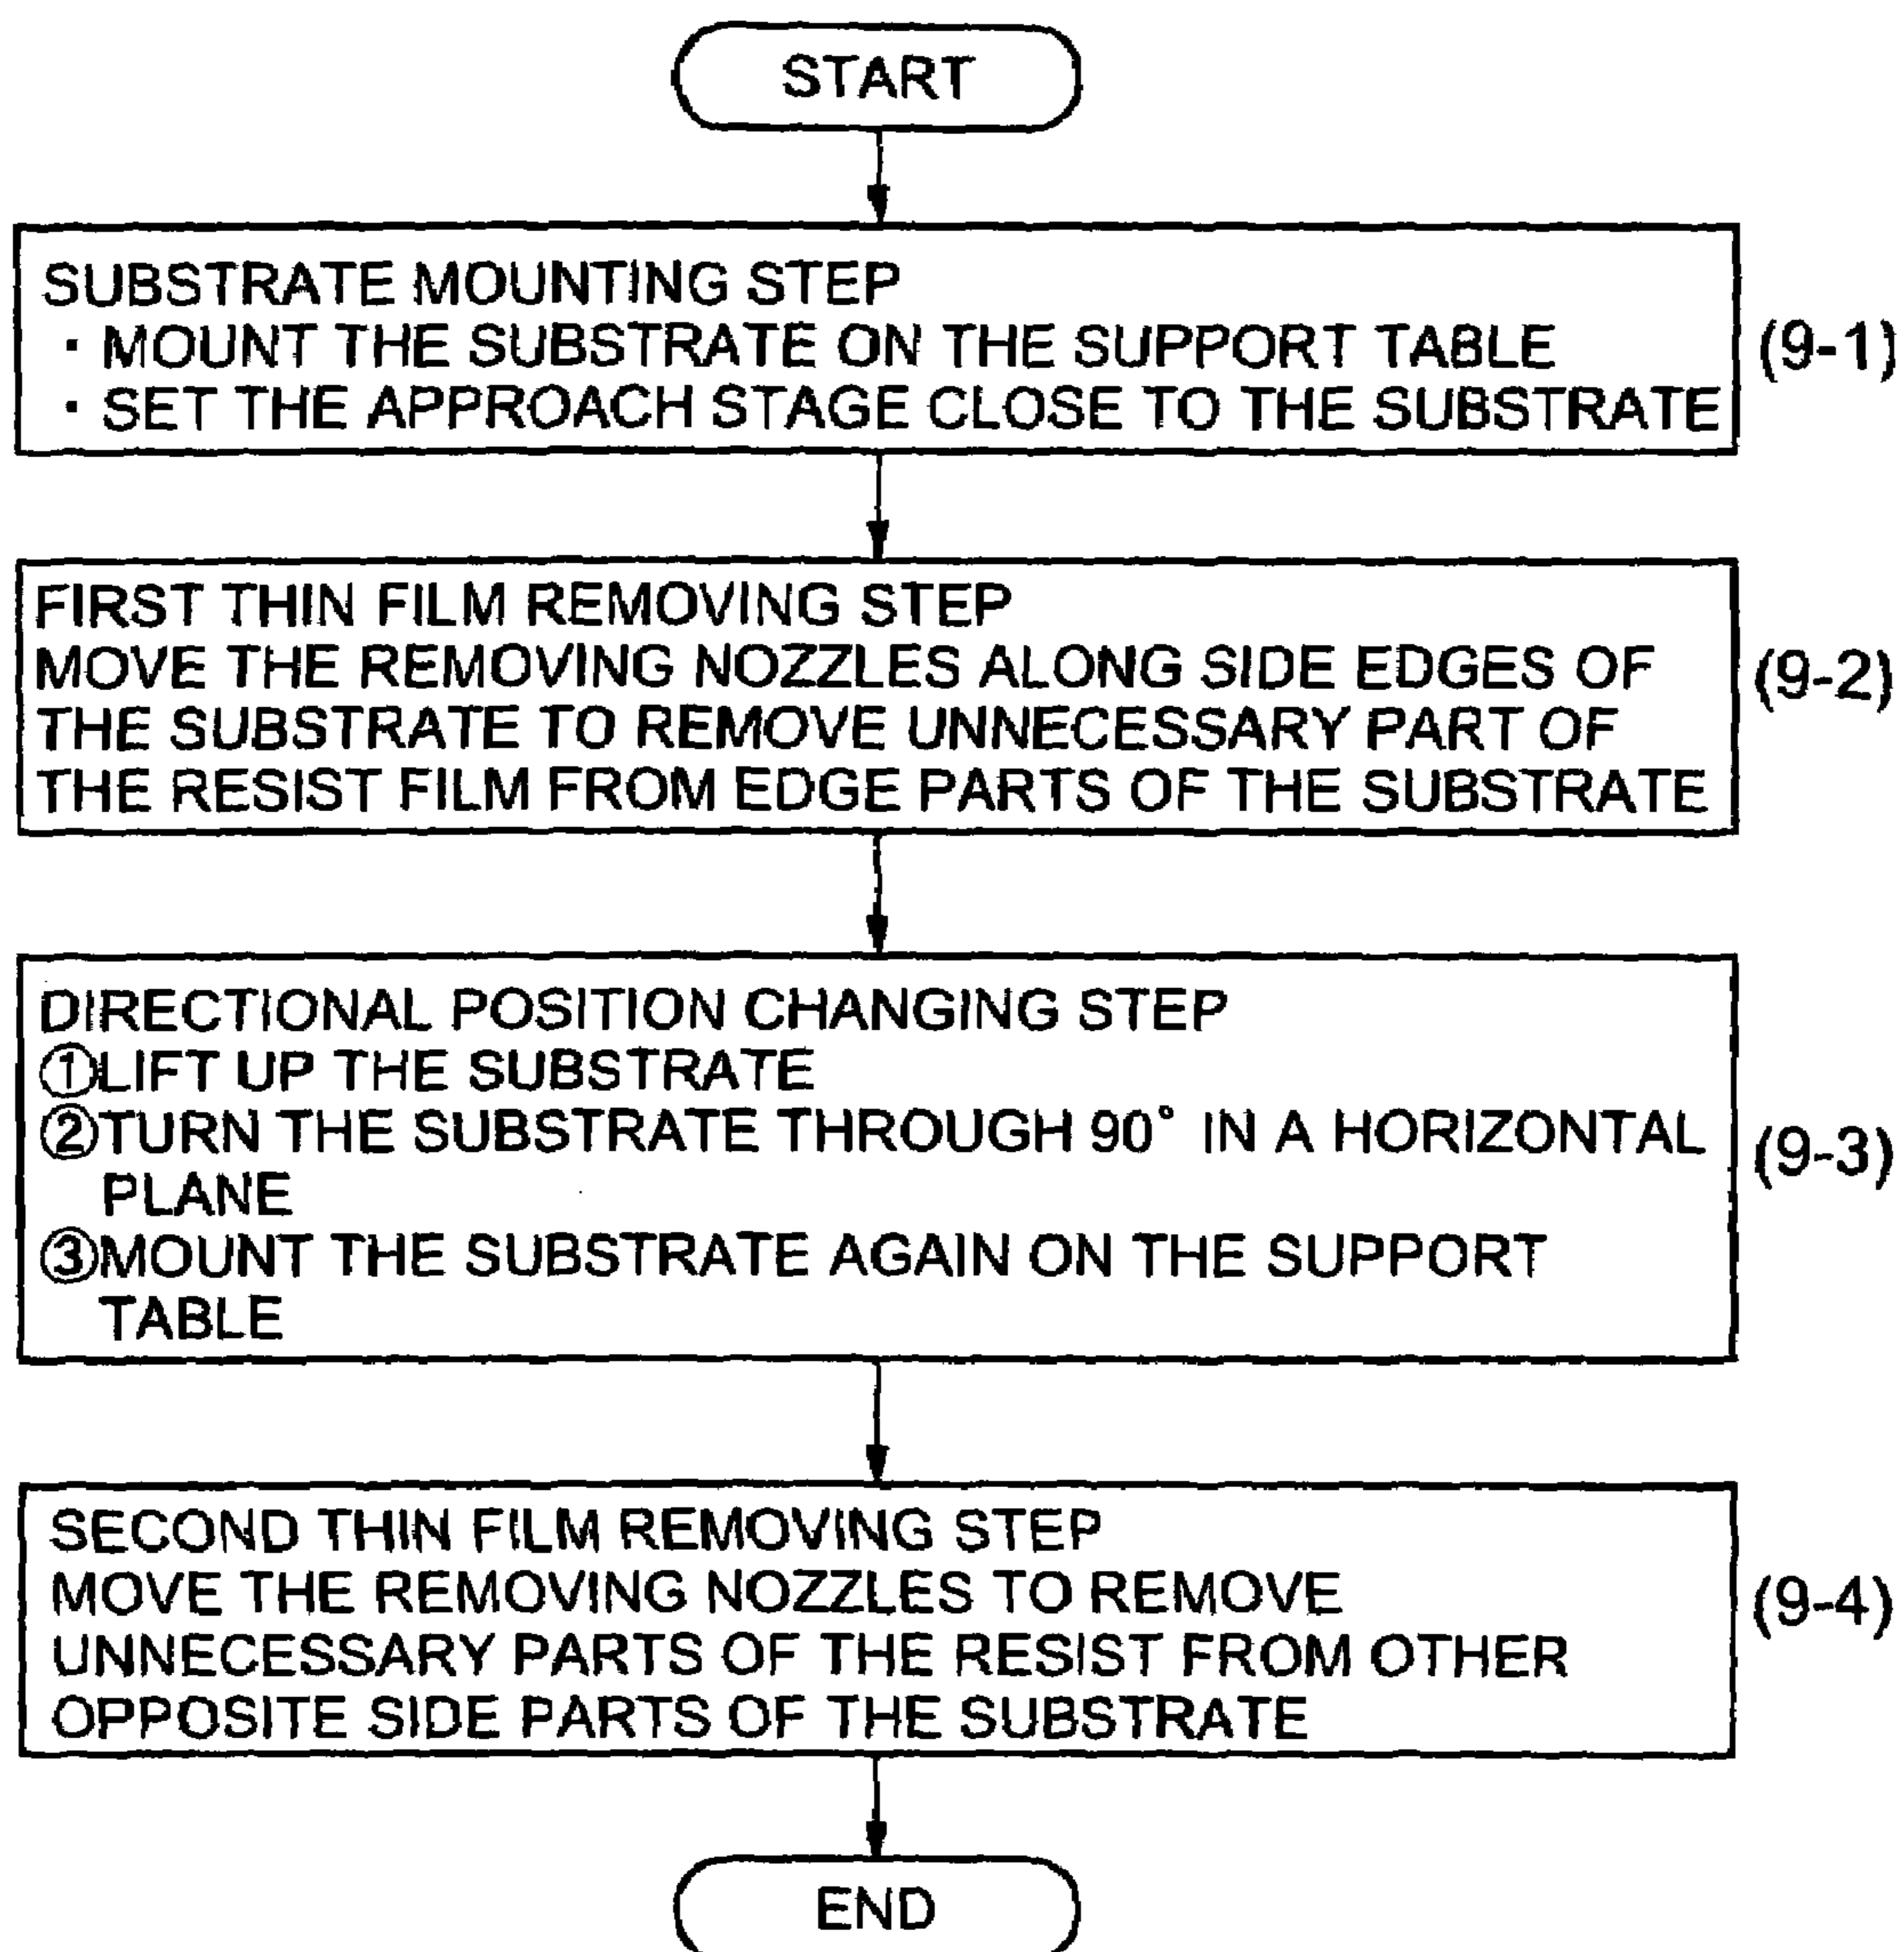 START
SUBSTRATE MOUNTING STEP
・MOUNT THE SUBSTRATE ON THE SUPPORT TABLE
・SET THE APPROACH STAGE CLOSE TO THE SUBSTRATE
(9-1)
FIRST THIN FILM REMOVING STEP
MOVE THE REMOVING NOZZLES ALONG SIDE EDGES OF
THE SUBSTRATE TO REMOVE UNNECESSARY PART OF
THE RESIST FILM FROM EDGE PARTS OF THE SUBSTRATE
(9-2)
DIRECTIONAL POSITION CHANGING STEP
①LIFT UP THE SUBSTRATE
②TURN THE SUBSTRATE THROUGH 90° IN A HORIZONTAL
PLANE
③MOUNT THE SUBSTRATE AGAIN ON THE SUPPORT
TABLE
(9-3)
SECOND THIN FILM REMOVING STEP
MOVE THE REMOVING NOZZLES TO REMOVE
UNNECESSARY PARTS OF THE RESIST FROM OTHER
OPPOSITE SIDE PARTS OF THE SUBSTRATE
(9-4)
END